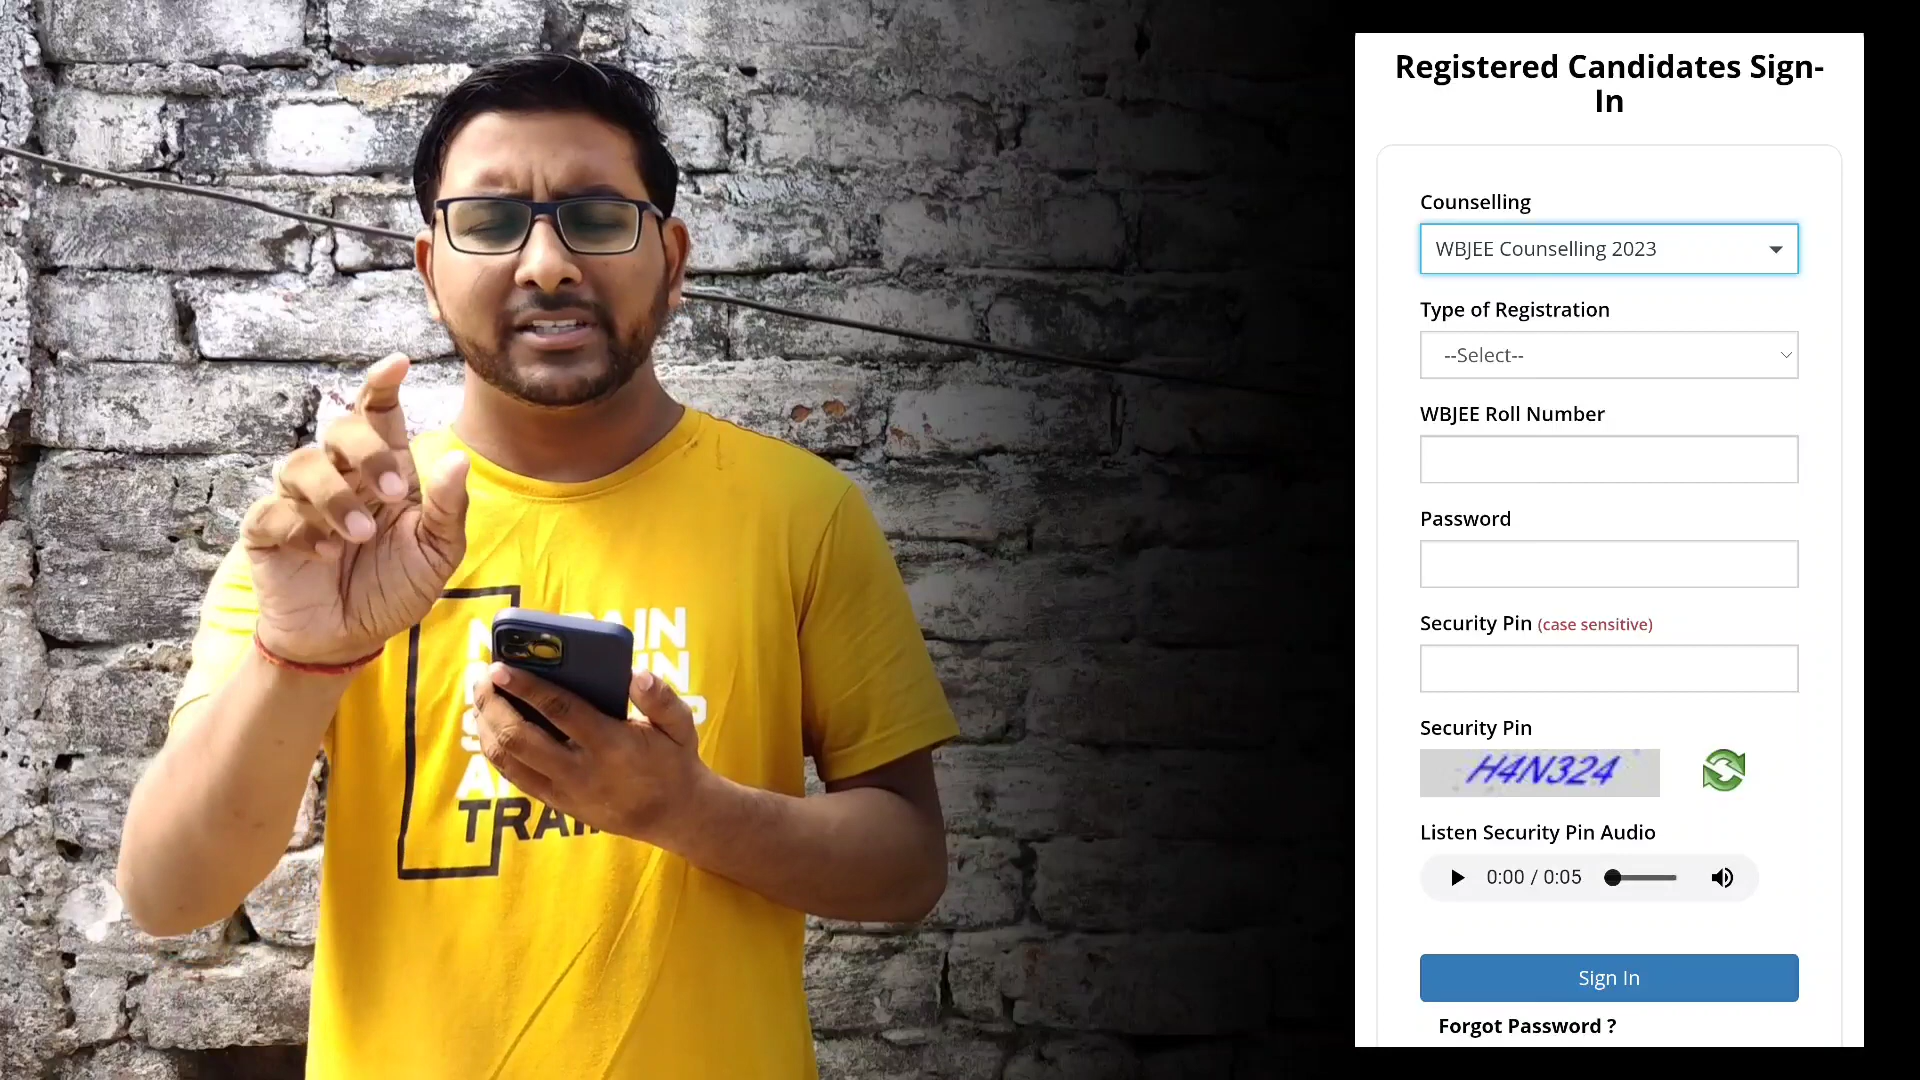 Registered Candidates Sign-
In
Counselling
WBJEE Counselling 2023
Type of Registration
--Select--
WBJEE Roll Number
Password
Security Pin (case sensitive)
Security Pin
H4N324
Listen Security Pin Audio
0:00 / 0:05
Sign In
Forgot Password ?